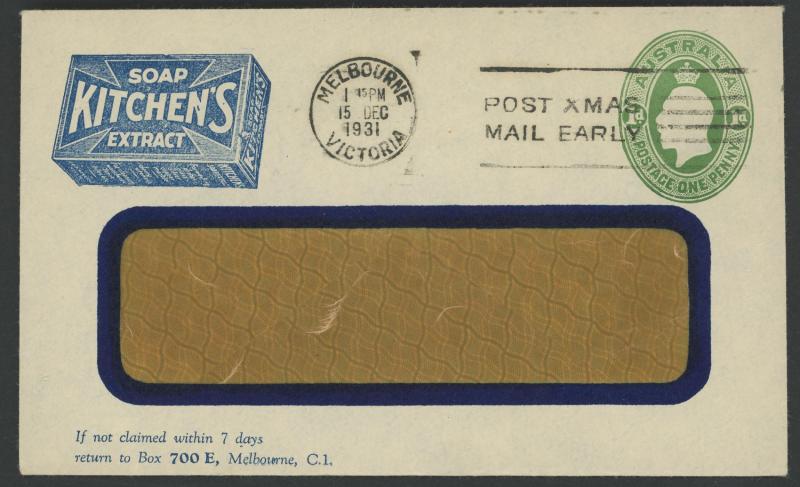 SOAP
KITCHEN'S
EXTRACT
KITCHEN'S
MELBOURNE
1 15PM
15 DEC
1931
VICTORIA
POST XMAS
MAIL EARLY
AUSTRALIA
1d 1d
POSTAGE ONE PENNY
If not claimed within 7 days
return to Box 700 E, Melbourne, C.1.